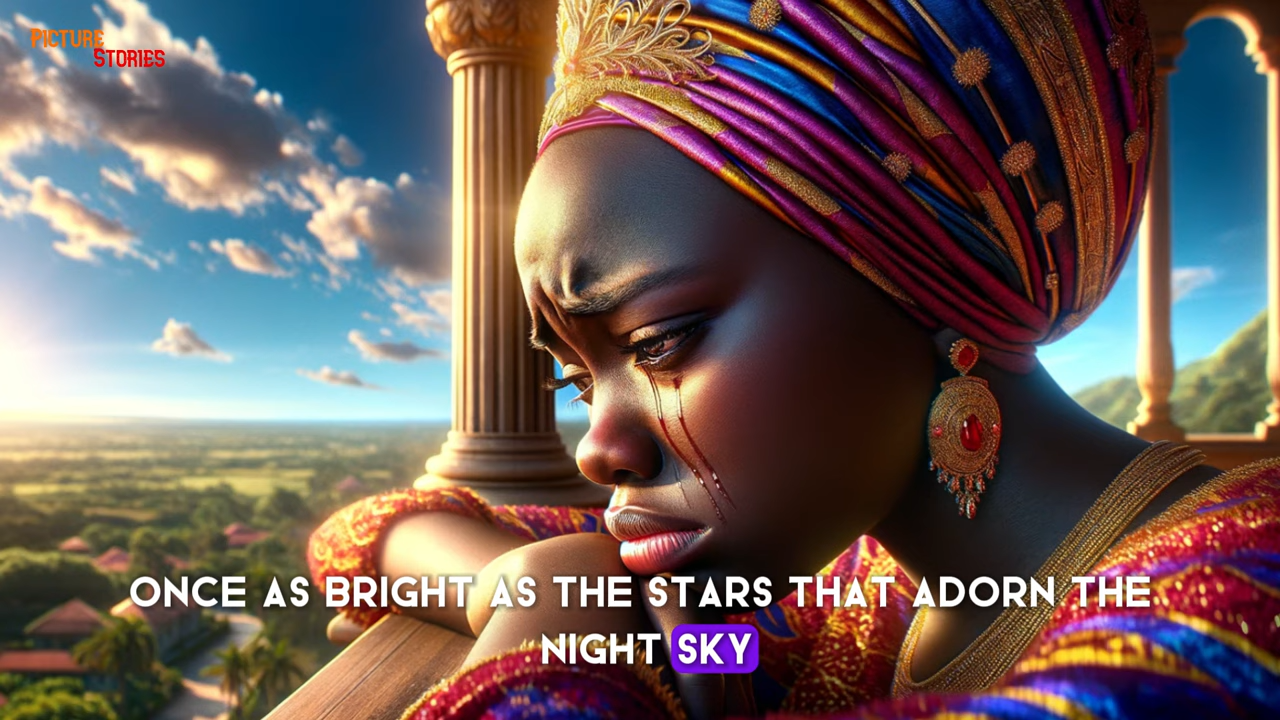 PICTURE
STORIES
ONCE AS BRIGHT AS THE STARS THAT ADORN THE
NIGHT SKY